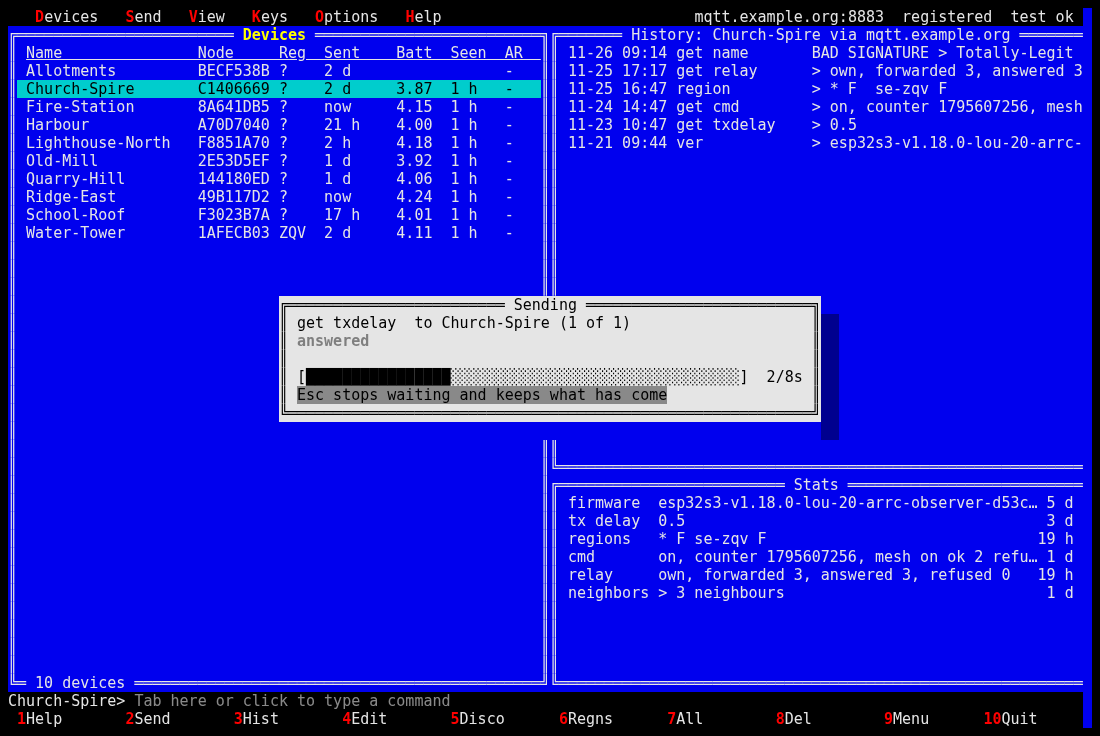 Devices Send View Keys Options Help mqtt.example.org:8883 registered test ok
Devices
Name Node Reg Sent Batt Seen AR
Allotments BECF538B ? 2 d -
Church-Spire C1406669 ? 2 d 3.87 1 h -
Fire-Station 8A641DB5 ? now 4.15 1 h -
Harbour A70D7040 ? 21 h 4.00 1 h -
Lighthouse-North F8851A70 ? 2 h 4.18 1 h -
Old-Mill 2E53D5EF ? 1 d 3.92 1 h -
Quarry-Hill 144180ED ? 1 d 4.06 1 h -
Ridge-East 49B117D2 ? now 4.24 1 h -
School-Roof F3023B7A ? 17 h 4.01 1 h -
Water-Tower 1AFECB03 ZQV 2 d 4.11 1 h -
10 devices
History: Church-Spire via mqtt.example.org
11-26 09:14 get name BAD SIGNATURE > Totally-Legit
11-25 17:17 get relay > own, forwarded 3, answered 3
11-25 16:47 region > * F se-zqv F
11-24 14:47 get cmd > on, counter 1795607256, mesh
11-23 10:47 get txdelay > 0.5
11-21 09:44 ver > esp32s3-v1.18.0-lou-20-arrc-
Sending
get txdelay to Church-Spire (1 of 1)
answered
[ ] 2/8s
Esc stops waiting and keeps what has come
Stats
firmware esp32s3-v1.18.0-lou-20-arrc-observer-d53c… 5 d
tx delay 0.5 3 d
regions * F se-zqv F 19 h
cmd on, counter 1795607256, mesh on ok 2 refu… 1 d
relay own, forwarded 3, answered 3, refused 0 19 h
neighbors > 3 neighbours 1 d
Church-Spire> Tab here or click to type a command
1Help 2Send 3Hist 4Edit 5Disco 6Regns 7All 8Del 9Menu 10Quit